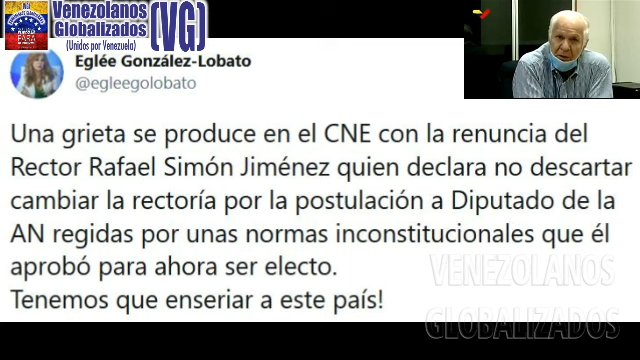 Venezolanos
Globalizados
(Unidos por Venezuela)
(VG)
Eglée González-Lobato
@egleegolobato
Una grieta se produce en el CNE con la renuncia del
Rector Rafael Simón Jiménez quien declara no descartar
cambiar la rectoría por la postulación a Diputado de la
AN regidas por unas normas inconstitucionales que él
aprobó para ahora ser electo.
Tenemos que enseriar a este país!
VENEZOLANOS
GLOBALIZADOS